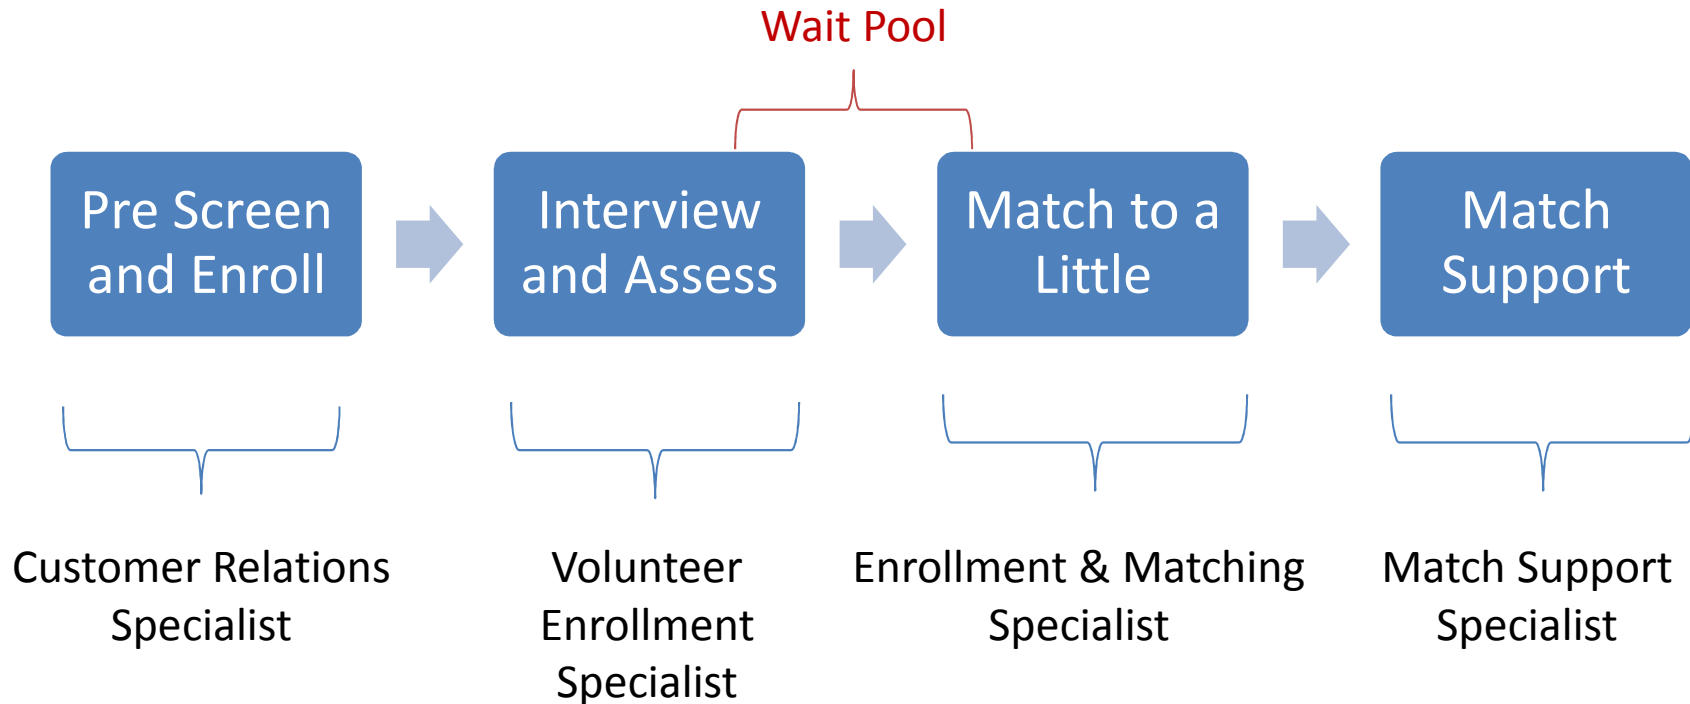 Wait Pool
Pre Screen
and Enroll
Interview
and Assess
Match to a
Little
Match
Support
Customer Relations
Specialist
Volunteer
Enrollment
Specialist
Enrollment & Matching
Specialist
Match Support
Specialist